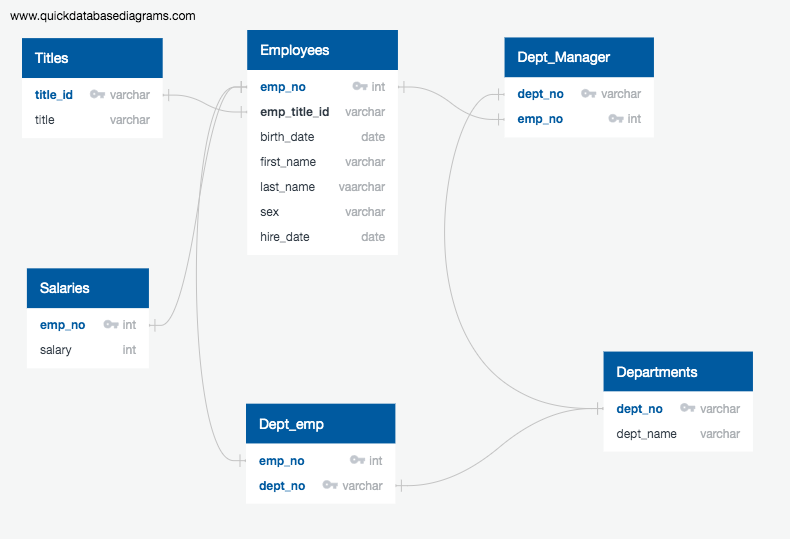 www.quickdatabasediagrams.com
Titles
title_id varchar
title varchar
Employees
emp_no int
emp_title_id varchar
birth_date date
first_name varchar
last_name vaarchar
sex varchar
hire_date date
Dept_Manager
dept_no varchar
emp_no int
Salaries
emp_no int
salary int
Dept_emp
emp_no int
dept_no varchar
Departments
dept_no varchar
dept_name varchar